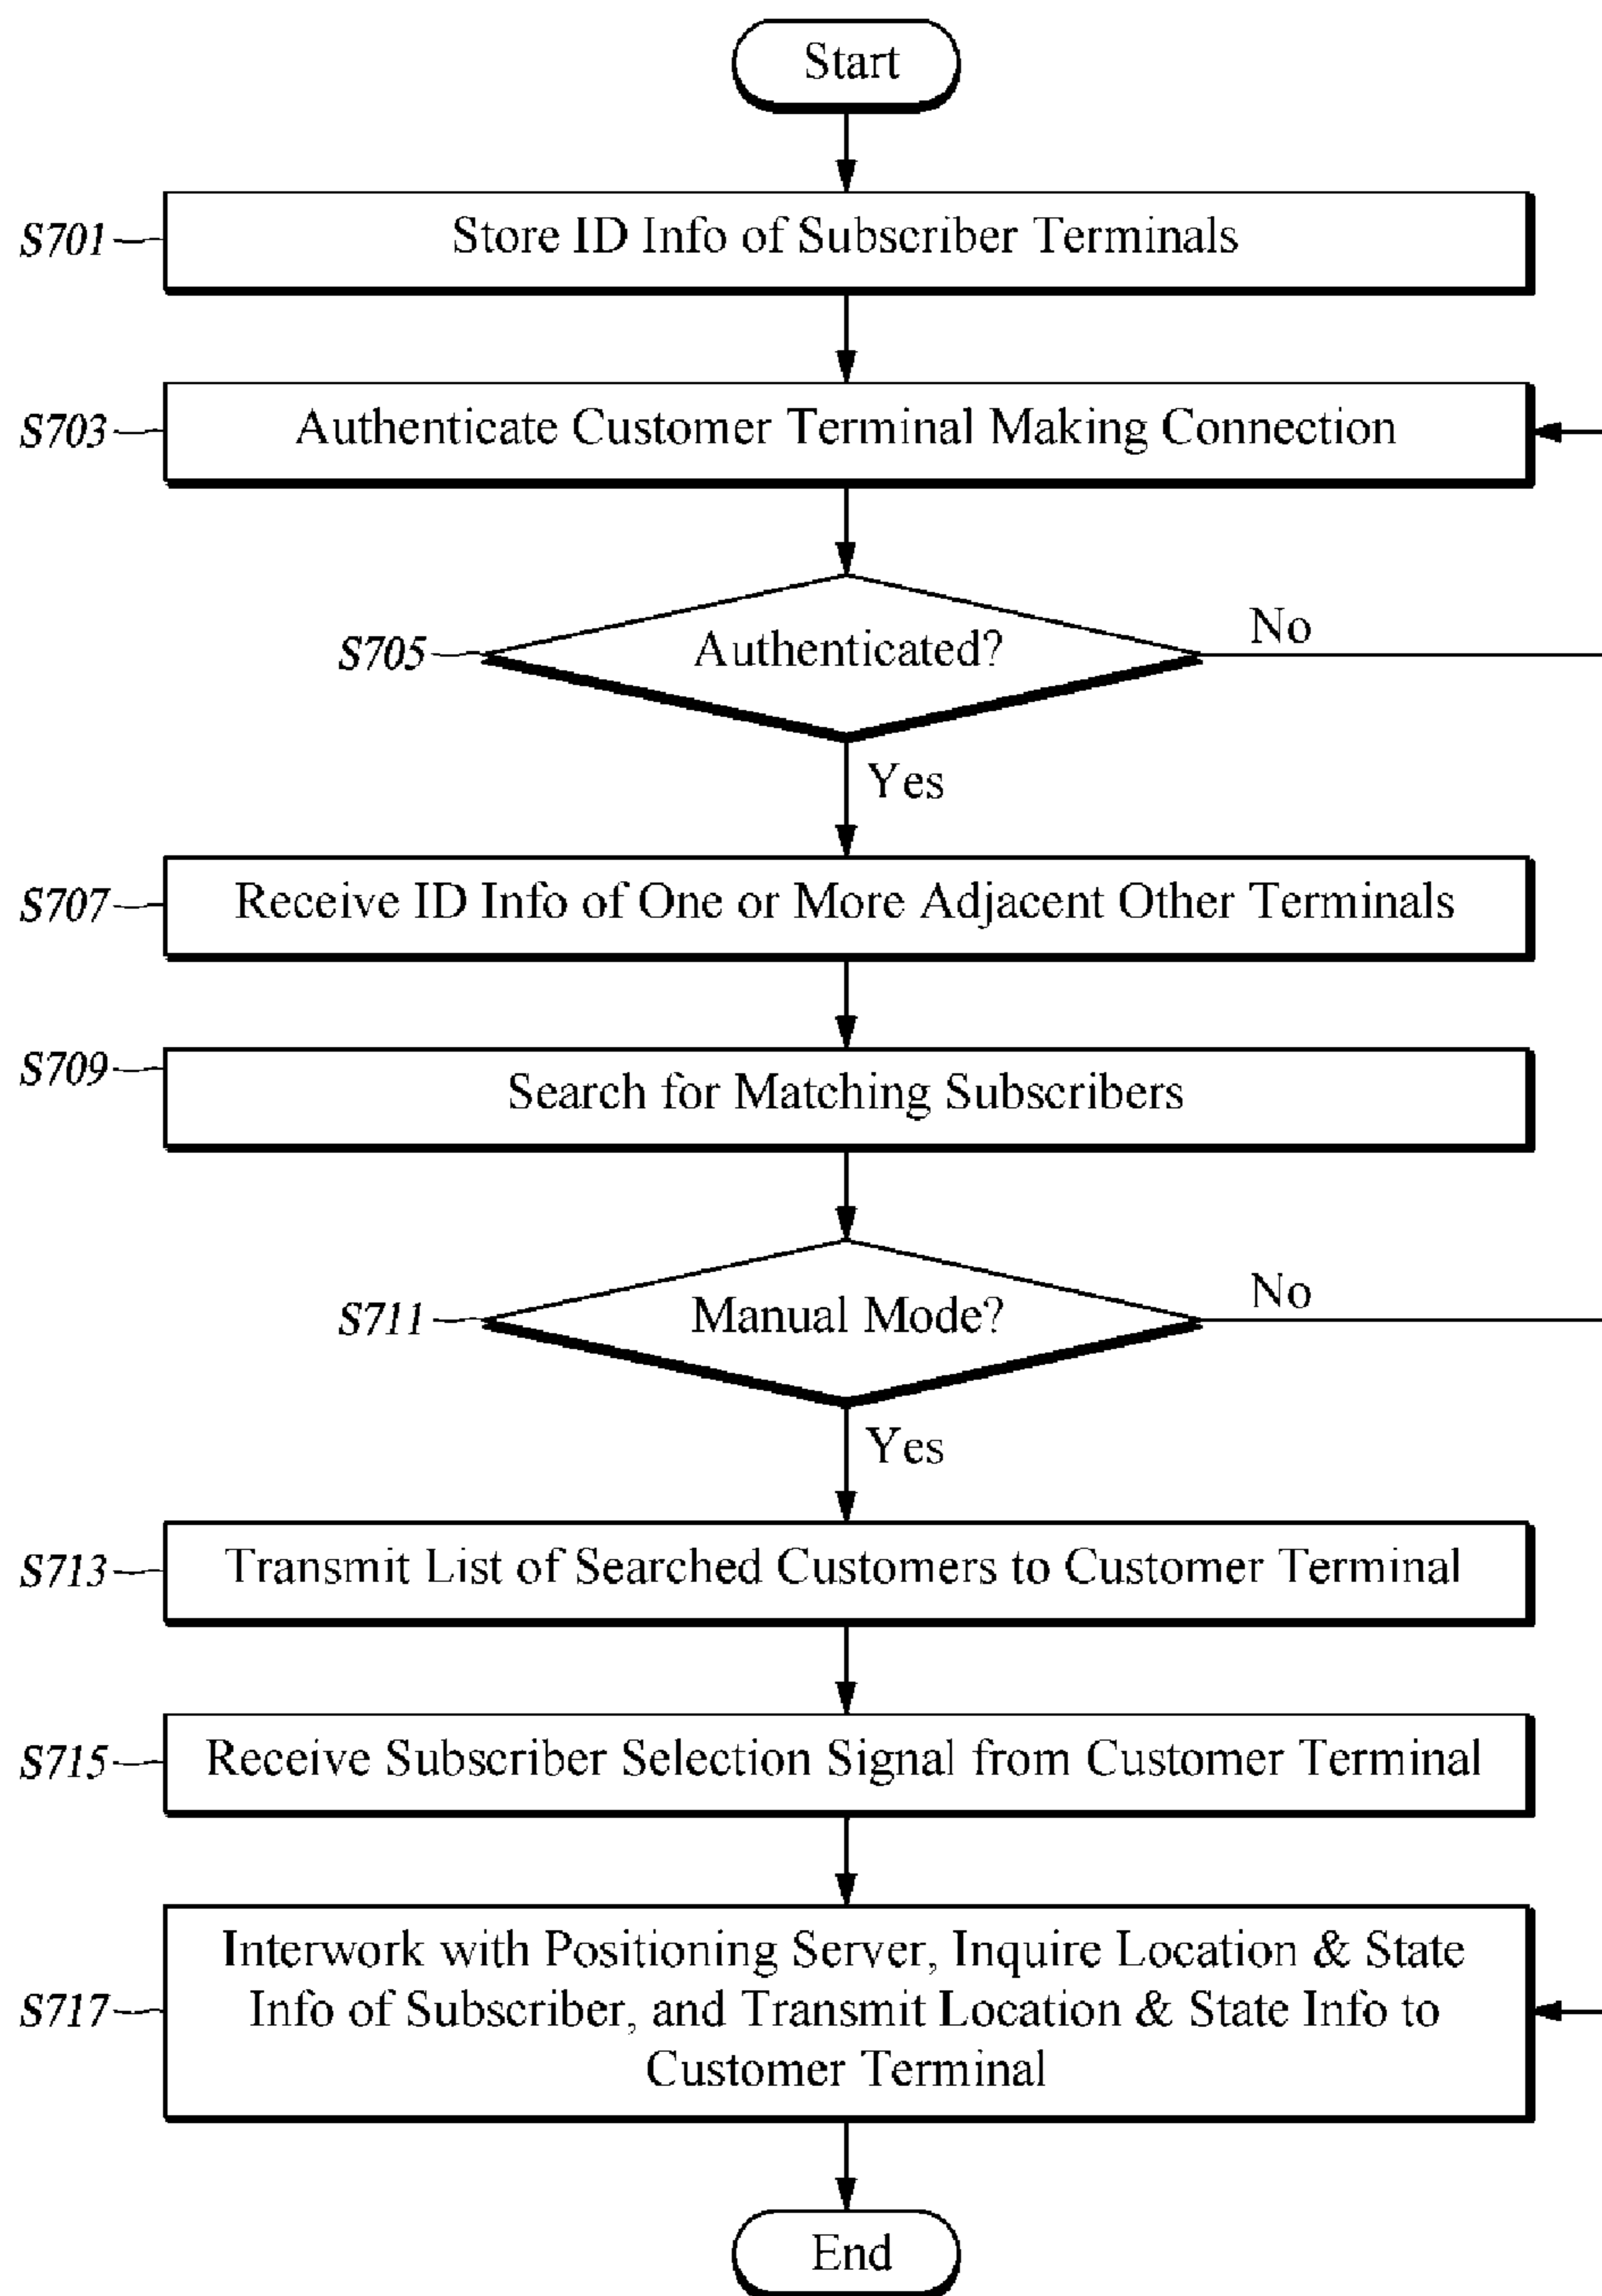 Start
S701
Store ID Info of Subscriber Terminals
S703
Authenticate Customer Terminal Making Connection
S705
Authenticated?
No
Yes
S707
Receive ID Info of One or More Adjacent Other Terminals
S709
Search for Matching Subscribers
S711
Manual Mode?
No
Yes
S713
Transmit List of Searched Customers to Customer Terminal
S715
Receive Subscriber Selection Signal from Customer Terminal
S717
Interwork with Positioning Server, Inquire Location & State
Info of Subscriber, and Transmit Location & State Info to
Customer Terminal
End